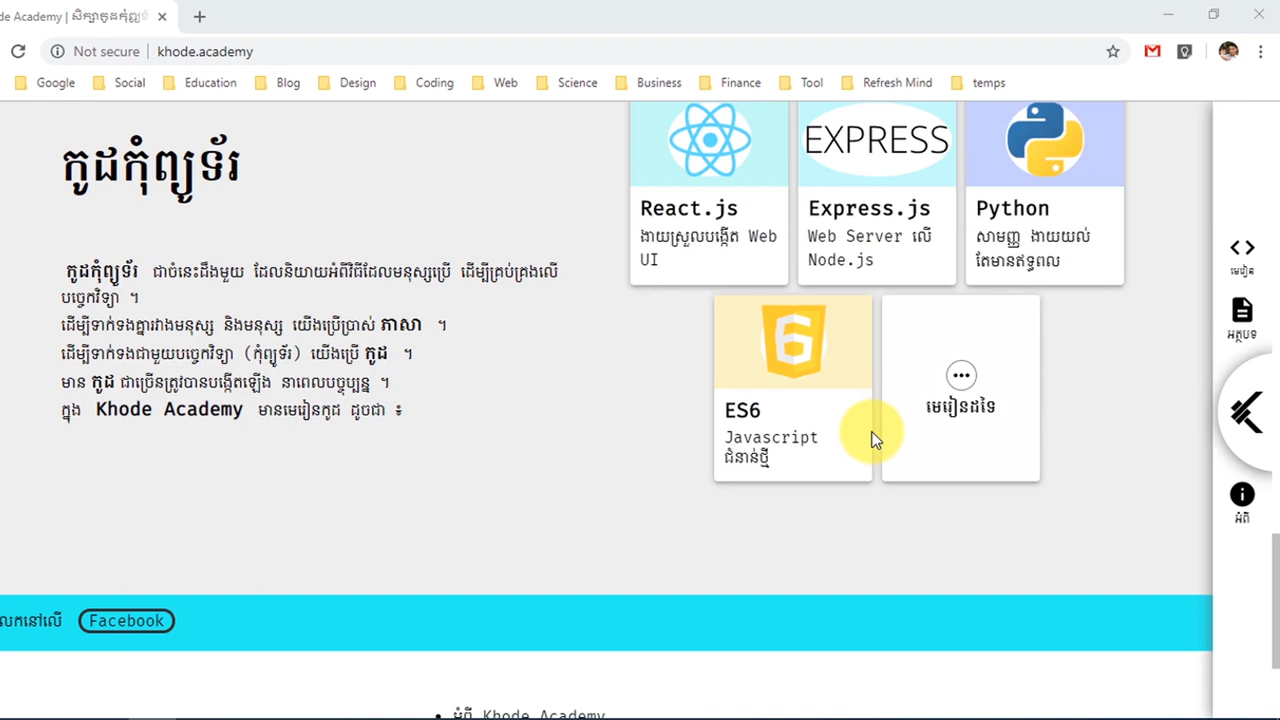 de Academy | សិក្សាកូដកុំព្យូទ័រ
Not secure
khode.academy
Google
Social
Education
Blog
Design
Coding
Web
Science
Business
Finance
Tool
Refresh Mind
temps
កូដកុំព្យូទ័រ
កូដកុំព្យូទ័រ ជាចំនេះដឹងមួយ ដែលនិយាយអំពីវិធីដែលមនុស្សប្រើ ដើម្បីគ្រប់គ្រងលើ
បច្ចេកវិទ្យា ។
ដើម្បីទាក់ទងគ្នារវាងមនុស្ស និងមនុស្ស យើងប្រើប្រាស់ ភាសា ។
ដើម្បីទាក់ទងជាមួយបច្ចេកវិទ្យា (កុំព្យូទ័រ) យើងប្រើ កូដ ។
មាន កូដ ជាច្រើនត្រូវបានបង្កើតឡើង នាពេលបច្ចុប្បន្ន ។
ក្នុង Khode Academy មានមេរៀនកូដ ដូចជា ៖
React.js
ងាយស្រួលបង្កើត Web
UI
EXPRESS
Express.js
Web Server លើ
Node.js
Python
សាមញ្ញ ងាយយល់
តែមានឥទ្ធពល
6
ES6
Javascript
ជំនាន់ថ្មី
មេរៀនដទៃ
មេរៀន
អត្ថបទ
អំពី
លេកនៅលើ
Facebook
អំពី Khode Academy